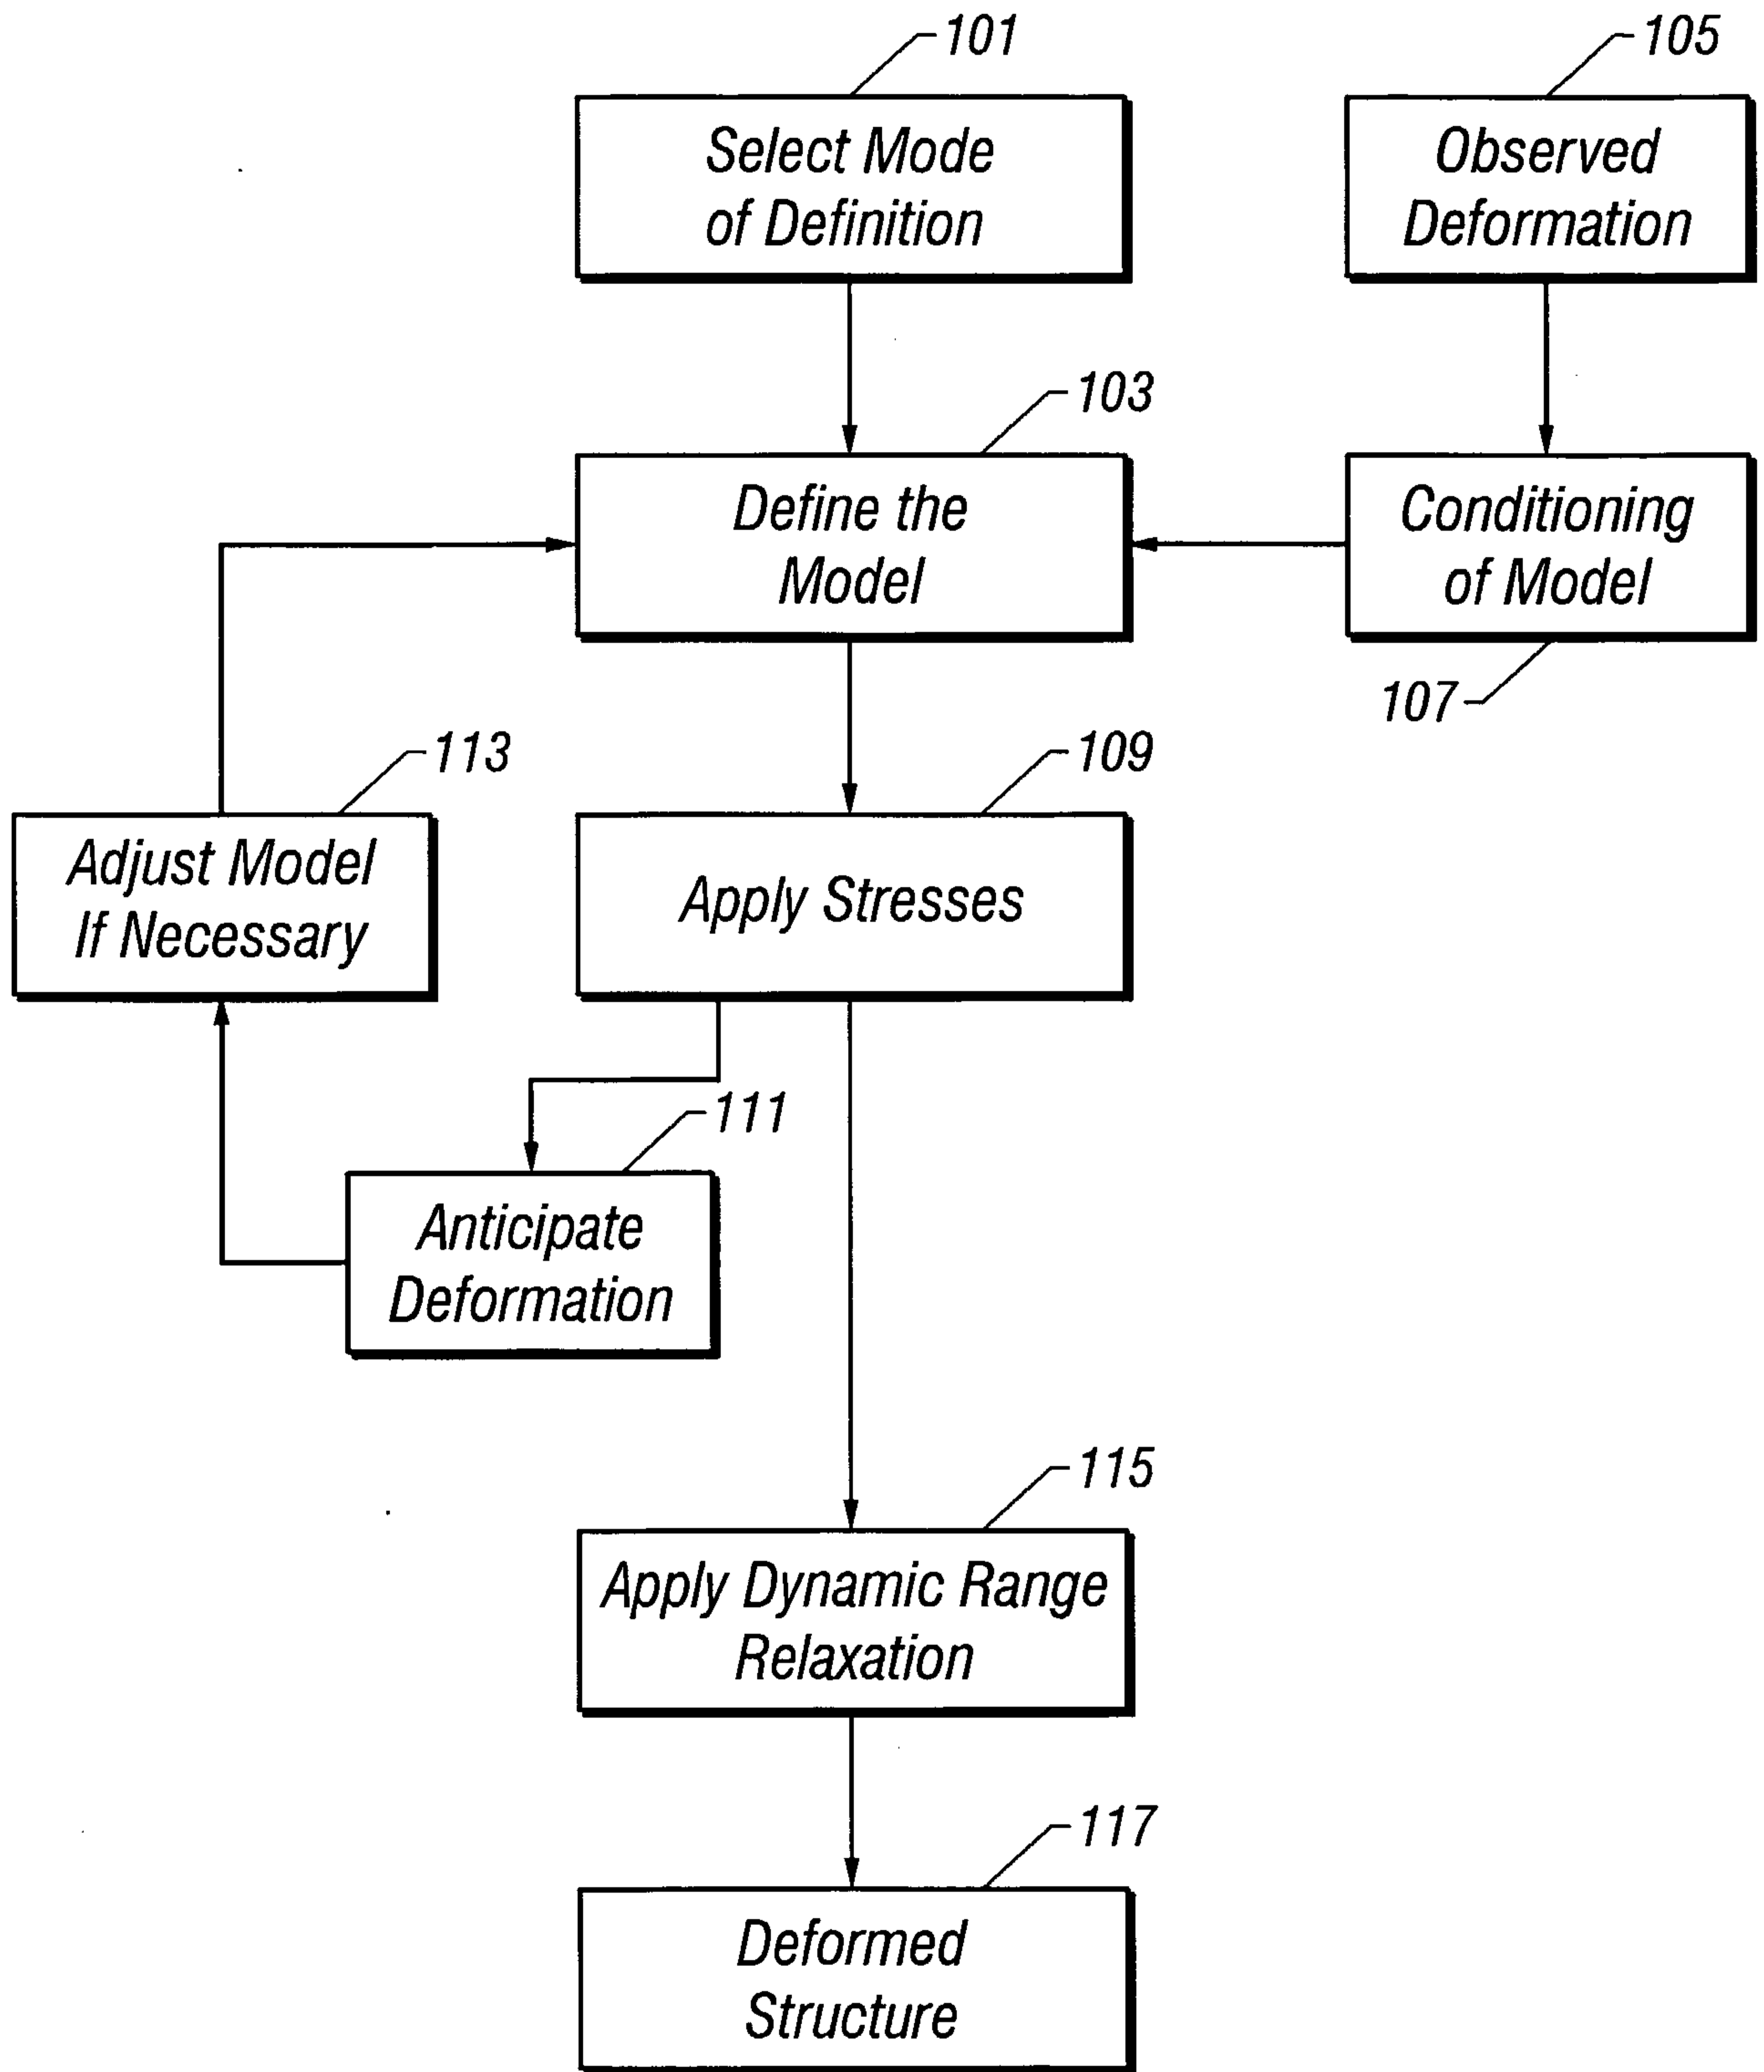 101
Select Mode
of Definition
105
Observed
Deformation
103
Define the
Model
Conditioning
of Model
107
113
Adjust Model
If Necessary
109
Apply Stresses
111
Anticipate
Deformation
115
Apply Dynamic Range
Relaxation
117
Deformed
Structure